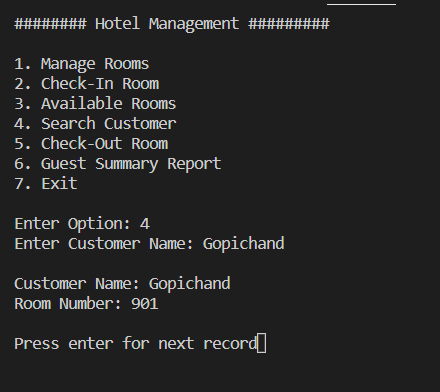 ######## Hotel Management #########
1. Manage Rooms
2. Check-In Room
3. Available Rooms
4. Search Customer
5. Check-Out Room
6. Guest Summary Report
7. Exit
Enter Option: 4
Enter Customer Name: Gopichand
Customer Name: Gopichand
Room Number: 901
Press enter for next record